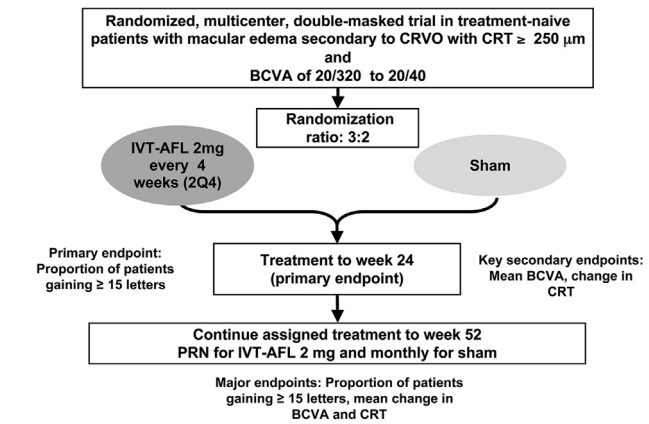 Randomized, multicenter, double-masked trial in treatment-naive
patients with macular edema secondary to CRVO with CRT ≥ 250 μm
and
BCVA of 20/320 to 20/40
Randomization
ratio: 3:2
IVT-AFL 2mg
every 4
weeks (2Q4)
Sham
Primary endpoint:
Proportion of patients
gaining ≥ 15 letters
Treatment to week 24
(primary endpoint)
Key secondary endpoints:
Mean BCVA, change in
CRT
Continue assigned treatment to week 52
PRN for IVT-AFL 2 mg and monthly for sham
Major endpoints: Proportion of patients
gaining ≥ 15 letters, mean change in
BCVA and CRT